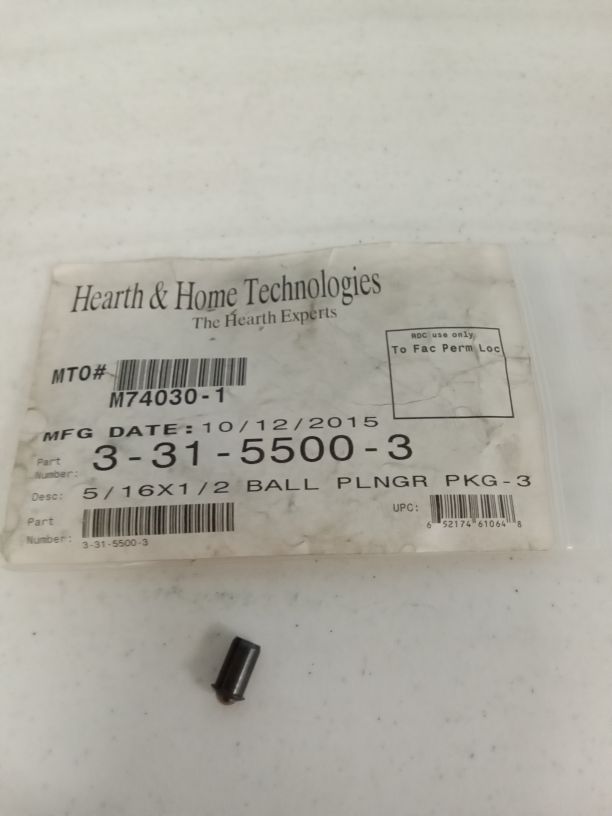 Hearth & Home Technologies
The Hearth Experts
RDC use only
To Fac Perm Loc
MTO#
M74030-1
MFG DATE: 10/12/2015
Part Number: 3-31-5500-3
Desc: 5/16X1/2 BALL PLNGR PKG-3
UPC:
6 52174 61064 8
Part Number:
3-31-5500-3